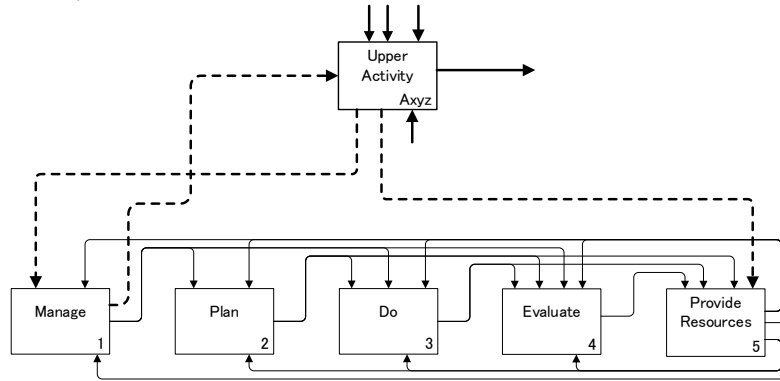 Upper
Activity
Axyz
Manage
1
Plan
2
Do
3
Evaluate
4
Provide
Resources
5